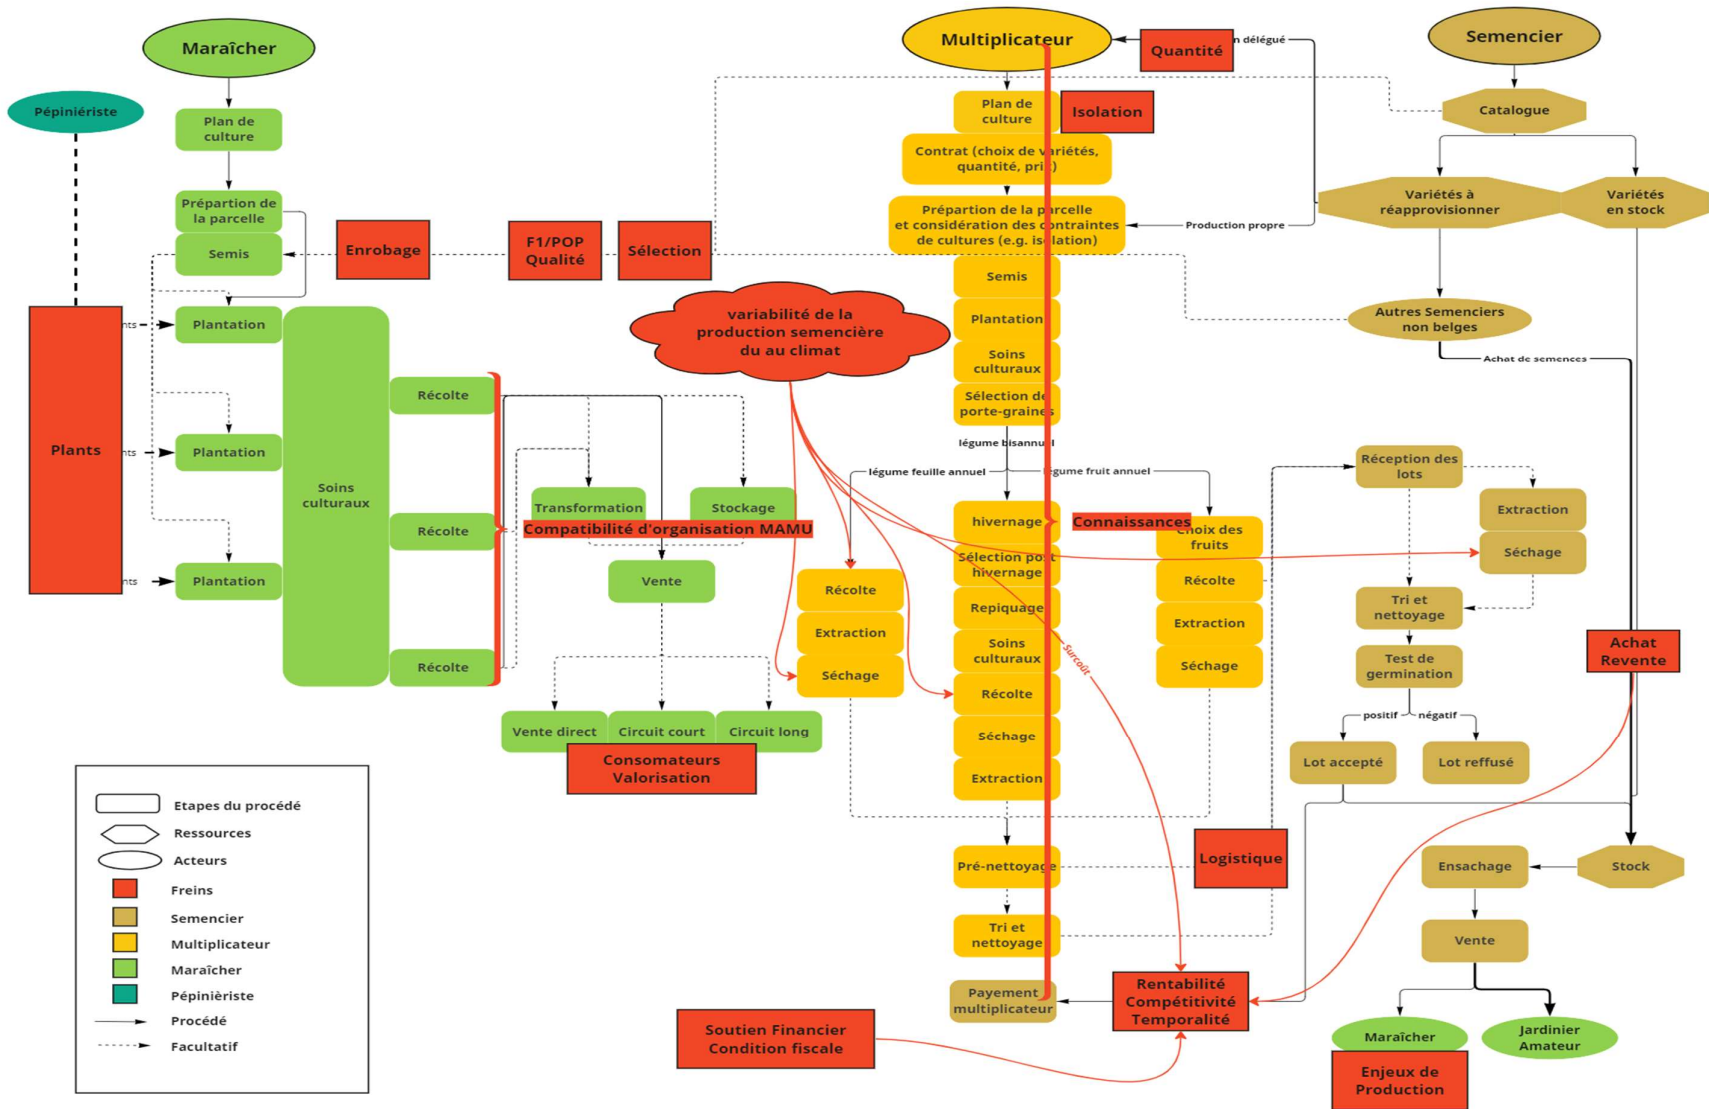 Maraîcher
Multiplicateur
Semencier
Quantité
n délégué
Pépiniériste
Plan de
culture
Plan de
culture
Isolation
Catalogue
Contrat (choix de variétés,
quantité, prix)
Prépartion de
la parcelle
Prépartion de la parcelle
et considération des contraintes
de cultures (e.g. isolation)
Production propre
Variétés à
réapprovisionner
Variétés
en stock
Semis
Enrobage
F1/POP
Qualité
Sélection
Semis
variabilité de la
production semencière
du au climat
Plantation
Autres Semenciers
non belges
nts
Plantation
Soins
culturaux
Achat de semences
Récolte
Sélection de
porte-graines
légume bisannuel
Plants
nts
Plantation
légume feuille annuel
légume fruit annuel
Réception des
lots
Soins
culturaux
Transformation
Stockage
Extraction
Compatibilité d'organisation MAMU
Récolte
hivernage
Connaissances
Choix des
fruits
Séchage
Sélection post
hivernage
nts
Plantation
Vente
Récolte
Récolte
Repiquage
Tri et
nettoyage
Extraction
Extraction
Soins
culturaux
Surcoût
Achat
Revente
Récolte
Séchage
Séchage
Test de
germination
Récolte
positif
négatif
Vente direct
Circuit court
Circuit long
Séchage
Consomateurs
Valorisation
Lot accepté
Lot reffusé
Extraction
Etapes du procédé
Ressources
Acteurs
Freins
Semencier
Multiplicateur
Maraîcher
Pépinièriste
Procédé
Facultatif
Pré-nettoyage
Logistique
Ensachage
Stock
Tri et
nettoyage
Vente
Payement
multiplicateur
Rentabilité
Compétitivité
Temporalité
Soutien Financier
Condition fiscale
Maraîcher
Jardinier
Amateur
Enjeux de
Production